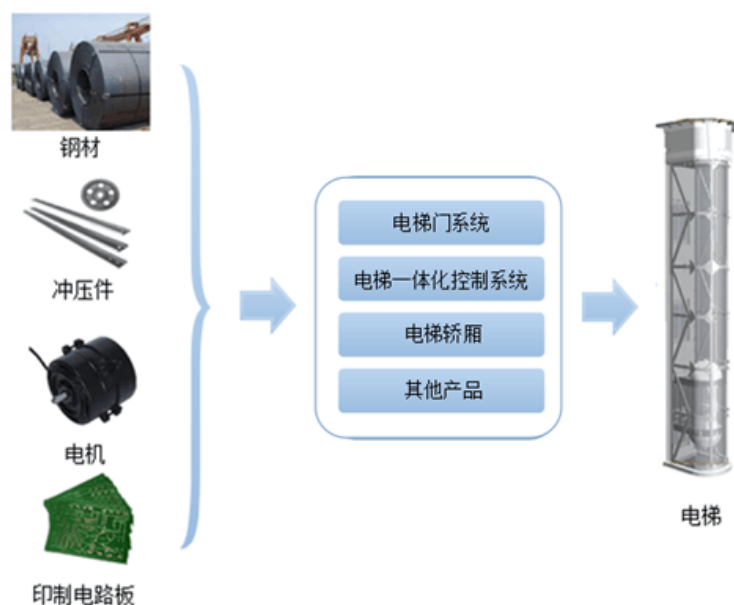 钢材
冲压件
电机
印制电路板
电梯门系统
电梯一体化控制系统
电梯轿厢
其他产品
电梯